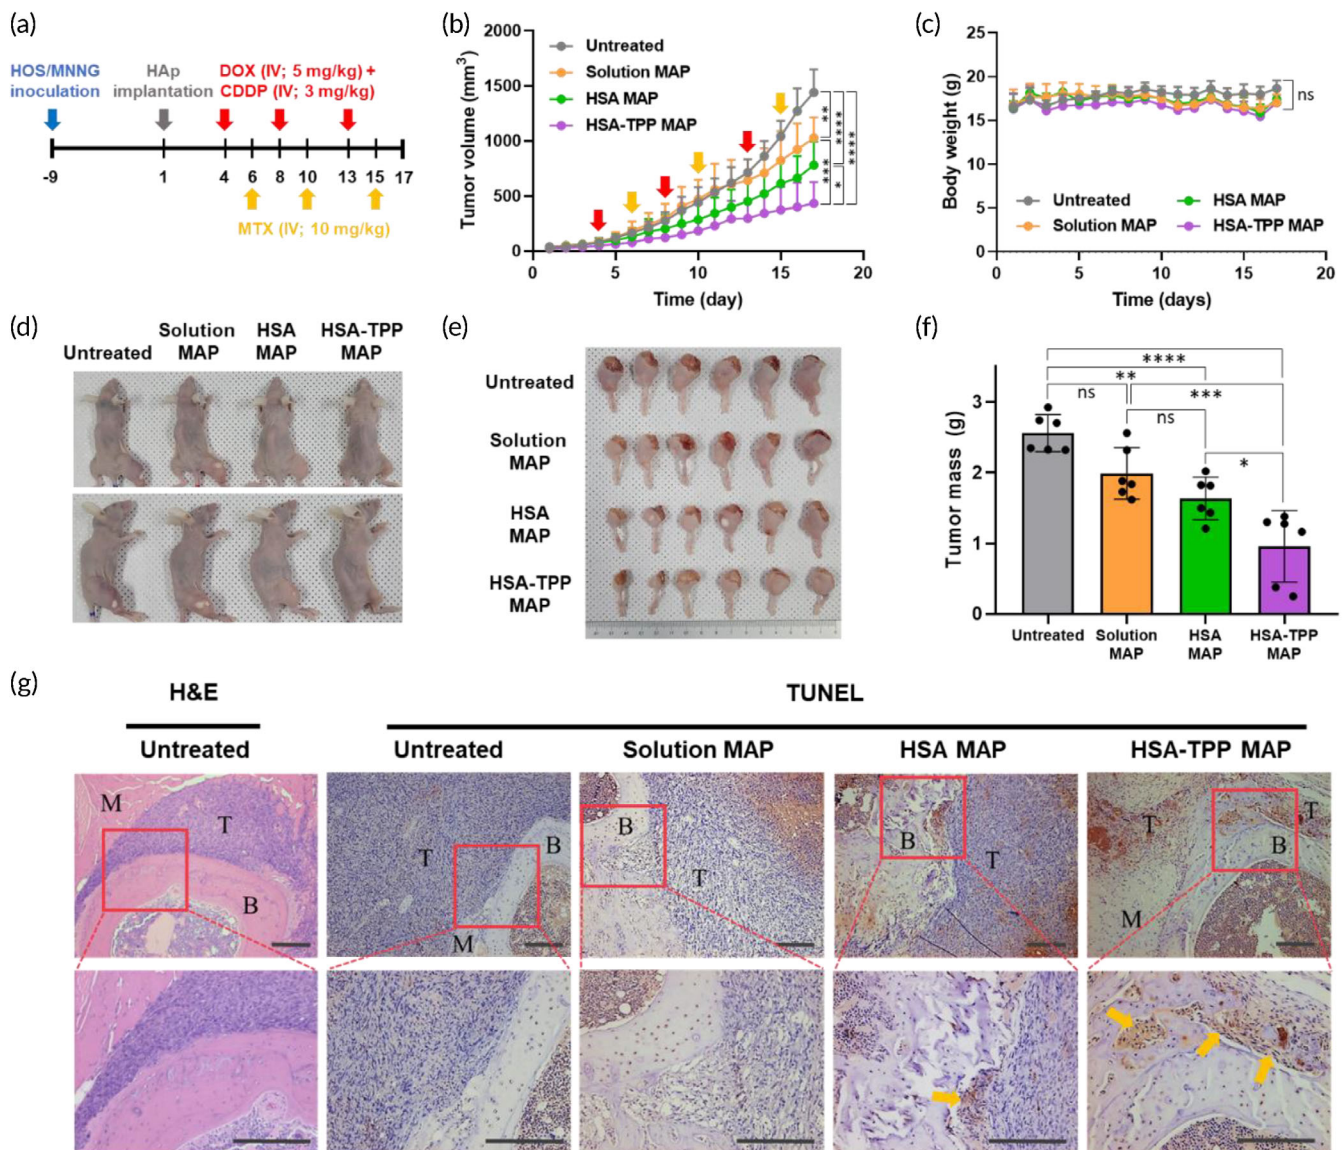 (a)
HOS/MNNG
inoculation
HAp
implantation
DOX (IV; 5 mg/kg) +
CDDP (IV; 3 mg/kg)
-9
1
4
6
8
10
13
15
17
MTX (IV; 10 mg/kg)
(b)
Tumor volume (mm³)
2000
1500
1000
500
0
Untreated
Solution MAP
HSA MAP
HSA-TPP MAP
**
***
****
*
****
0
5
10
15
20
Time (day)
(c)
Body weight (g)
25
20
15
10
5
0
ns
Untreated
Solution MAP
HSA MAP
HSA-TPP MAP
0
5
10
15
20
Time (days)
(d)
Untreated
Solution
MAP
HSA
MAP
HSA-TPP
MAP
(e)
Untreated
Solution
MAP
HSA
MAP
HSA-TPP
MAP
(f)
Tumor mass (g)
3
2
1
0
****
**
ns
***
ns
*
Untreated
Solution
MAP
HSA
MAP
HSA-TPP
MAP
(g)
H&E
TUNEL
Untreated
Untreated
Solution MAP
HSA MAP
HSA-TPP MAP
M
T
B
T
B
M
B
T
B
T
T
T
B
M